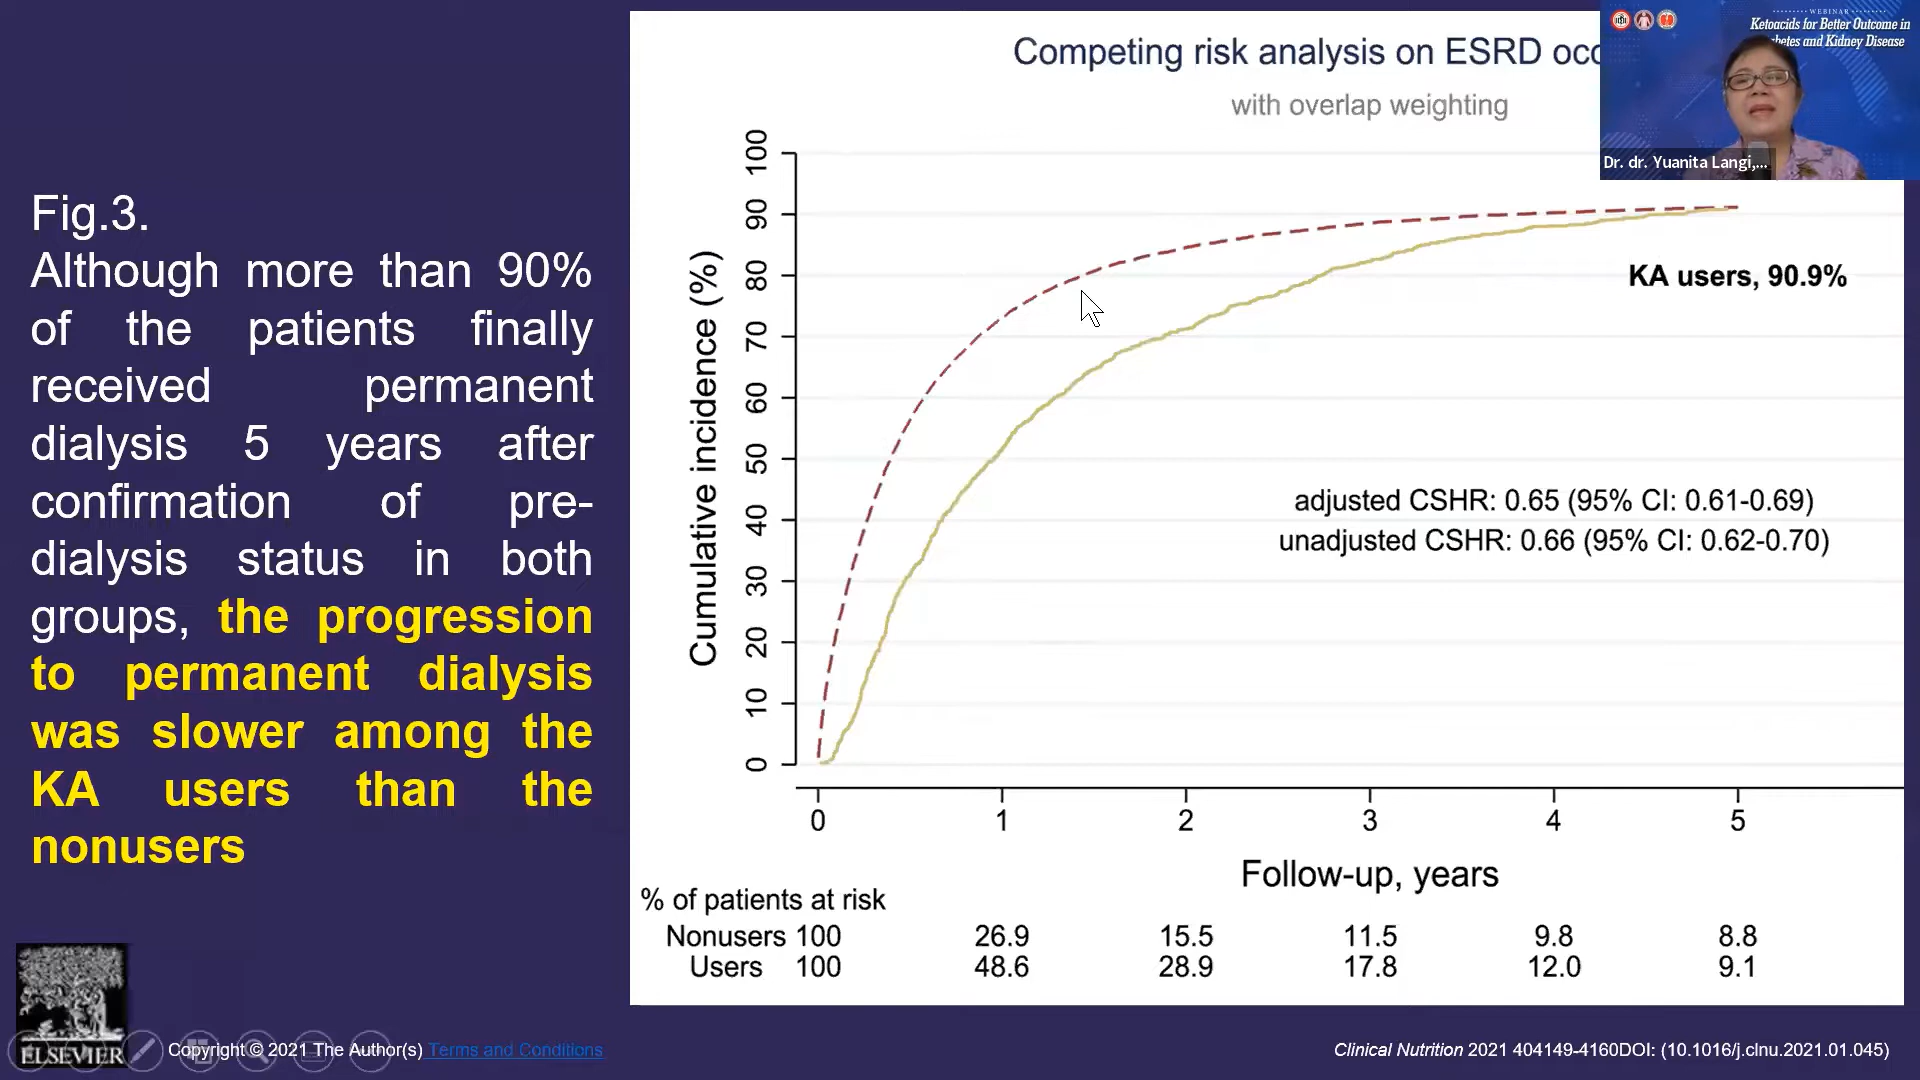 Fig.3.
Although more than 90%
of the patients finally
received permanent
dialysis 5 years after
confirmation of pre-
dialysis status in both
groups, the progression
to permanent dialysis
was slower among the
KA users than the
nonusers
Competing risk analysis on ESRD occ
with overlap weighting
WEBINAR
Ketoacids for Better Outcome in
betes and Kidney Disease
Dr. dr. Yuanita Langi,...
Cumulative incidence (%)
100
90
80
70
60
50
40
30
20
10
0
KA users, 90.9%
adjusted CSHR: 0.65 (95% CI: 0.61-0.69)
unadjusted CSHR: 0.66 (95% CI: 0.62-0.70)
0 1 2 3 4 5
Follow-up, years
% of patients at risk
Nonusers 100 26.9 15.5 11.5 9.8 8.8
Users 100 48.6 28.9 17.8 12.0 9.1
ELSEVIER
Copyright © 2021 The Author(s) Terms and Conditions
Clinical Nutrition 2021 404149-4160DOI: (10.1016/j.clnu.2021.01.045)